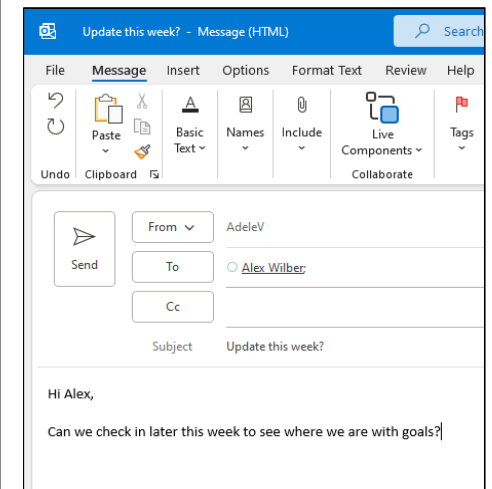 Update this week? - Message (HTML)
Search
File Message Insert Options Format Text Review Help
Paste
Basic Text
Names
Include
Live Components
Tags
Undo Clipboard Collaborate
Send
From AdeleV
To Alex Wilber;
Cc
Subject Update this week?
Hi Alex,
Can we check in later this week to see where we are with goals?